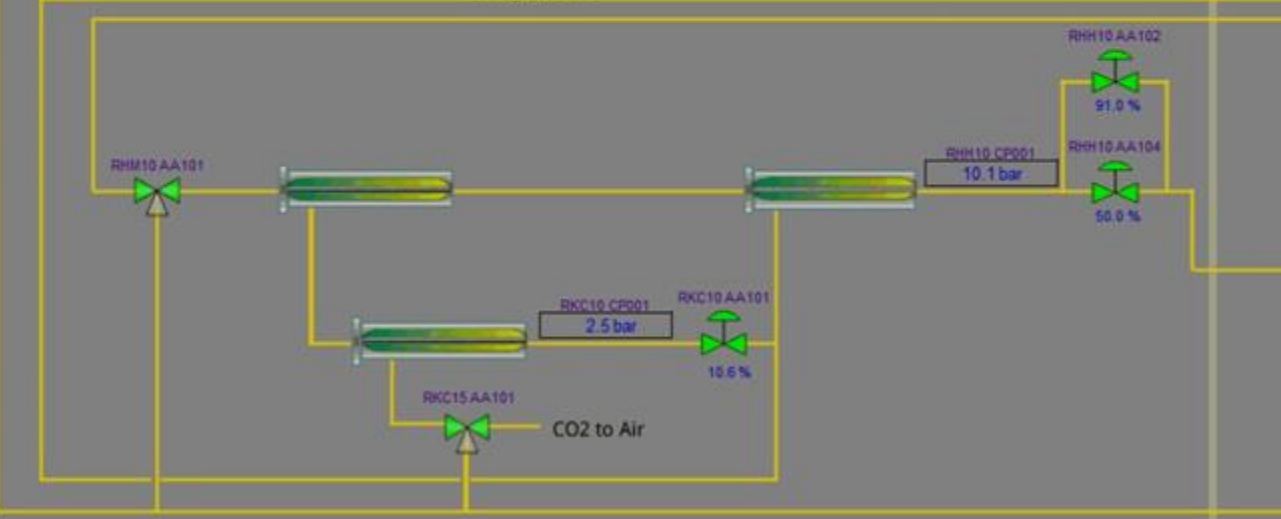 RHH10 AA102
91.0 %
RHM10 AA101
RHH10 CP001
10.1 bar
RHH10 AA104
50.0 %
RKC10 CP001
2.5 bar
RKC10 AA101
10.6 %
RKC15 AA101
CO2 to Air